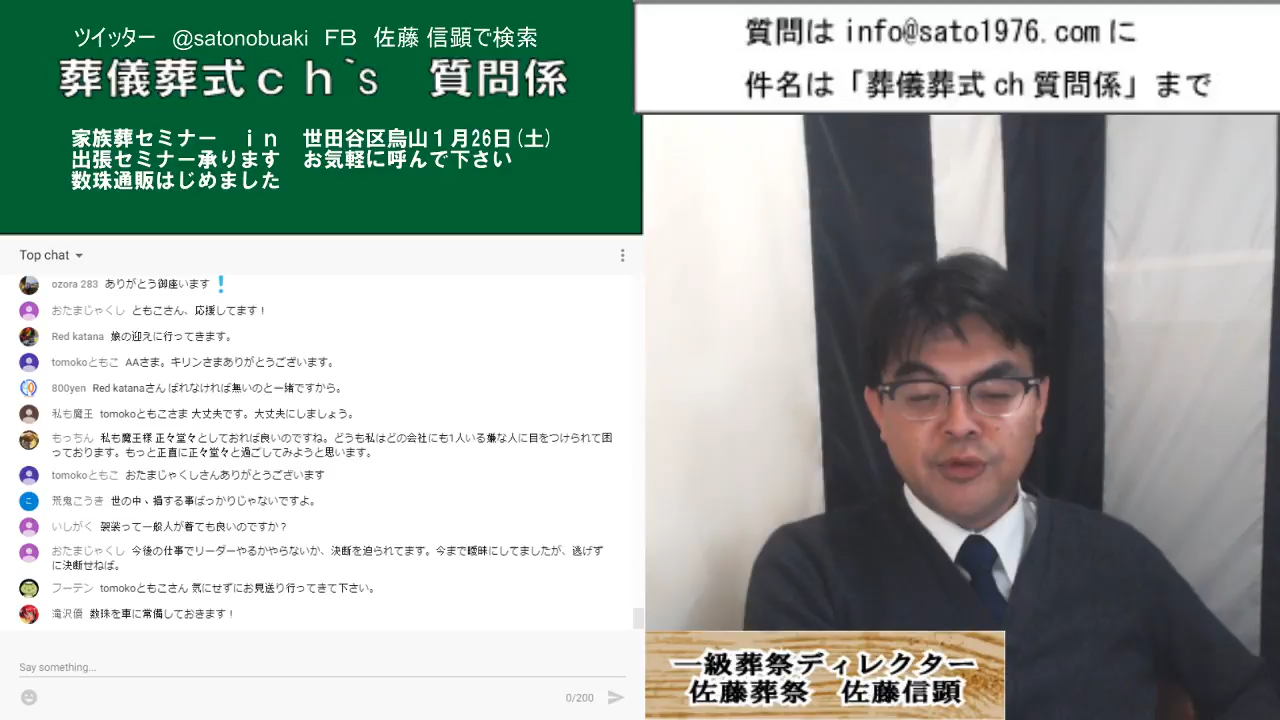 ツイッター　@satonobuaki　ＦＢ　佐藤 信顕で検索
葬儀葬式ｃｈ`s　質問係
家族葬セミナー　ｉｎ　世田谷区烏山１月26日(土)
出張セミナー承ります　お気軽に呼んで下さい
数珠通販はじめました
質問は info@sato1976.com に
件名は「葬儀葬式 ch 質問係」まで
Top chat
ozora 283 ありがとう御座います❗
おたまじゃくし ともこさん、応援してます！
Red katana 娘の迎えに行ってきます。
tomokoともこ AAさま。キリンさまありがとうございます。
800yen Red katanaさん ばれなければ無いのと一緒ですから。
私も魔王 tomokoともこさま 大丈夫です。大丈夫にしましょう。
もっちん 私も魔王様 正々堂々としておれば良いのですね。どうも私はどの会社にも1人いる嫌な人に目をつけられて困
っております。もっと正直に正々堂々と過ごしてみようと思います。
tomokoともこ おたまじゃくしさんありがとうございます
こ
荒鬼こうき 世の中、損する事ばっかりじゃないですよ。
いしがく 袈裟って一般人が着ても良いのですか？
おたまじゃくし 今後の仕事でリーダーやるかやらないか、決断を迫られてます。今まで曖昧にしてましたが、逃げず
に決断せねば。
フーテン tomokoともこさん 気にせずにお見送り行ってきて下さい。
滝沢優 数珠を車に常備しておきます！
Say something...
0/200
一級葬祭ディレクター
佐藤葬祭　佐藤信顕